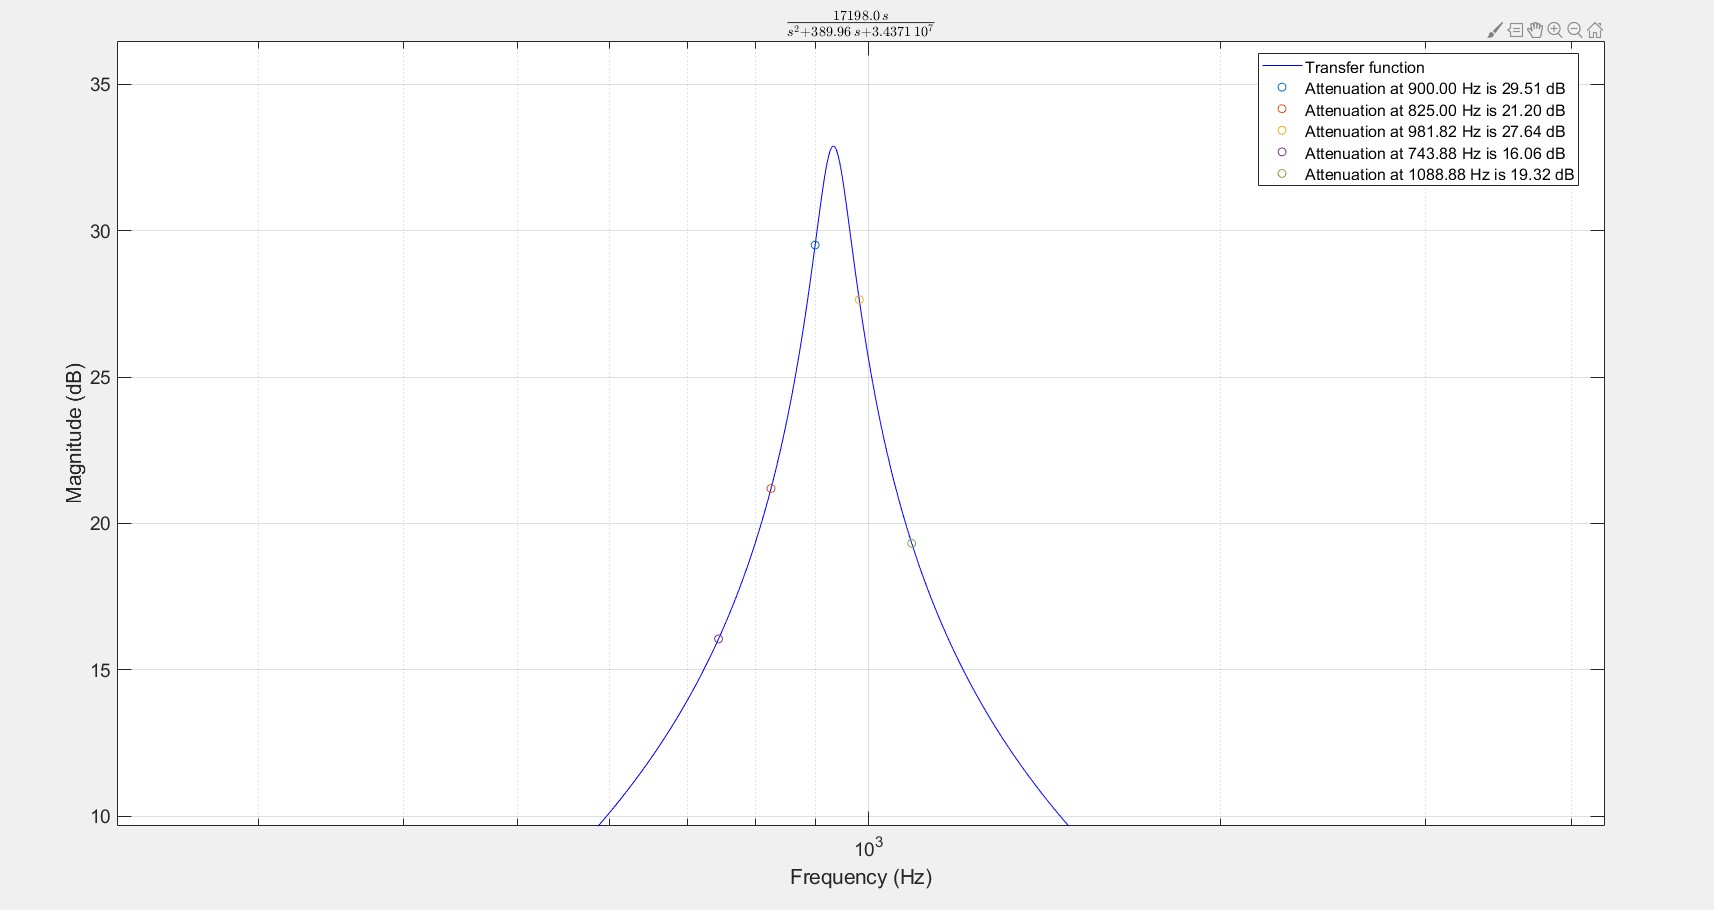 17198.0 s
s²+389.96 s+3.4371 10⁷
Transfer function
Attenuation at 900.00 Hz is 29.51 dB
Attenuation at 825.00 Hz is 21.20 dB
Attenuation at 981.82 Hz is 27.64 dB
Attenuation at 743.88 Hz is 16.06 dB
Attenuation at 1088.88 Hz is 19.32 dB
35
30
25
20
15
10
Magnitude (dB)
10³
Frequency (Hz)